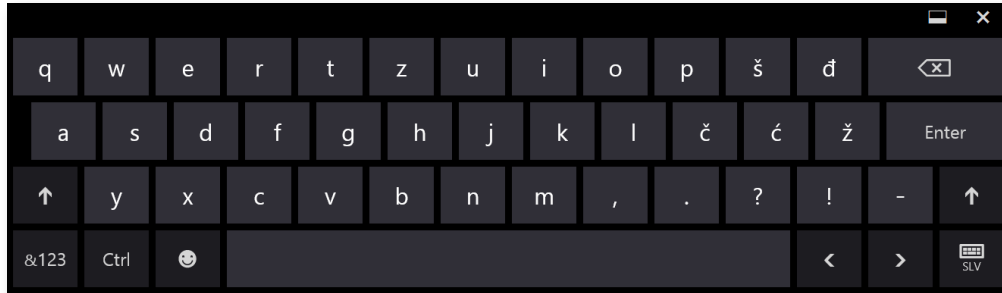 q w e r t z u i o p š đ
a s d f g h j k l č ć ž Enter
y x c v b n m , . ? ! -
&123 Ctrl SLV